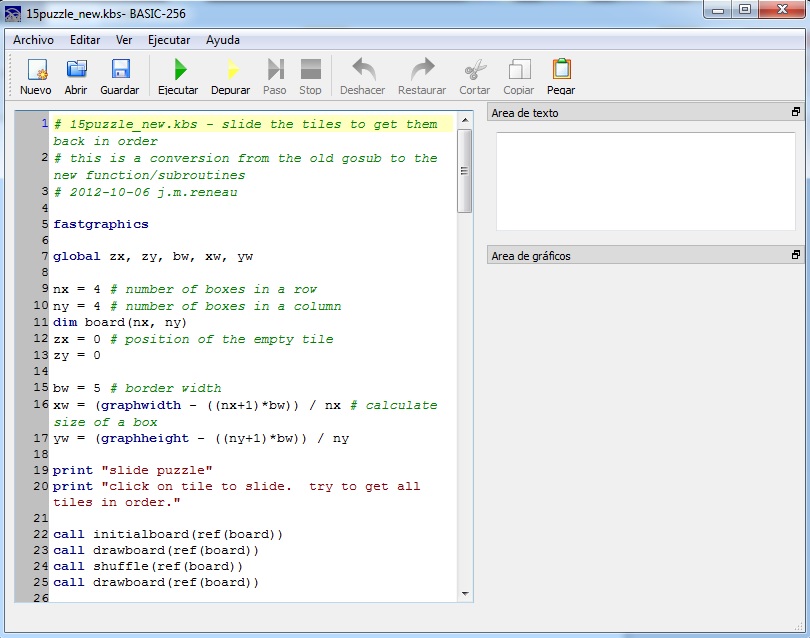 15puzzle_new.kbs- BASIC-256
Archivo Editar Ver Ejecutar Ayuda
Nuevo Abrir Guardar Ejecutar Depurar Paso Stop Deshacer Restaurar Cortar Copiar Pegar
1 # 15puzzle_new.kbs - slide the tiles to get them
back in order
2 # this is a conversion from the old gosub to the
new function/subroutines
3 # 2012-10-06 j.m.reneau
4
5 fastgraphics
6
7 global zx, zy, bw, xw, yw
8
9 nx = 4 # number of boxes in a row
10 ny = 4 # number of boxes in a column
11 dim board(nx, ny)
12 zx = 0 # position of the empty tile
13 zy = 0
14
15 bw = 5 # border width
16 xw = (graphwidth - ((nx+1)*bw)) / nx # calculate
size of a box
17 yw = (graphheight - ((ny+1)*bw)) / ny
18
19 print "slide puzzle"
20 print "click on tile to slide.  try to get all
tiles in order."
21
22 call initialboard(ref(board))
23 call drawboard(ref(board))
24 call shuffle(ref(board))
25 call drawboard(ref(board))
26
Area de texto
Area de gráficos